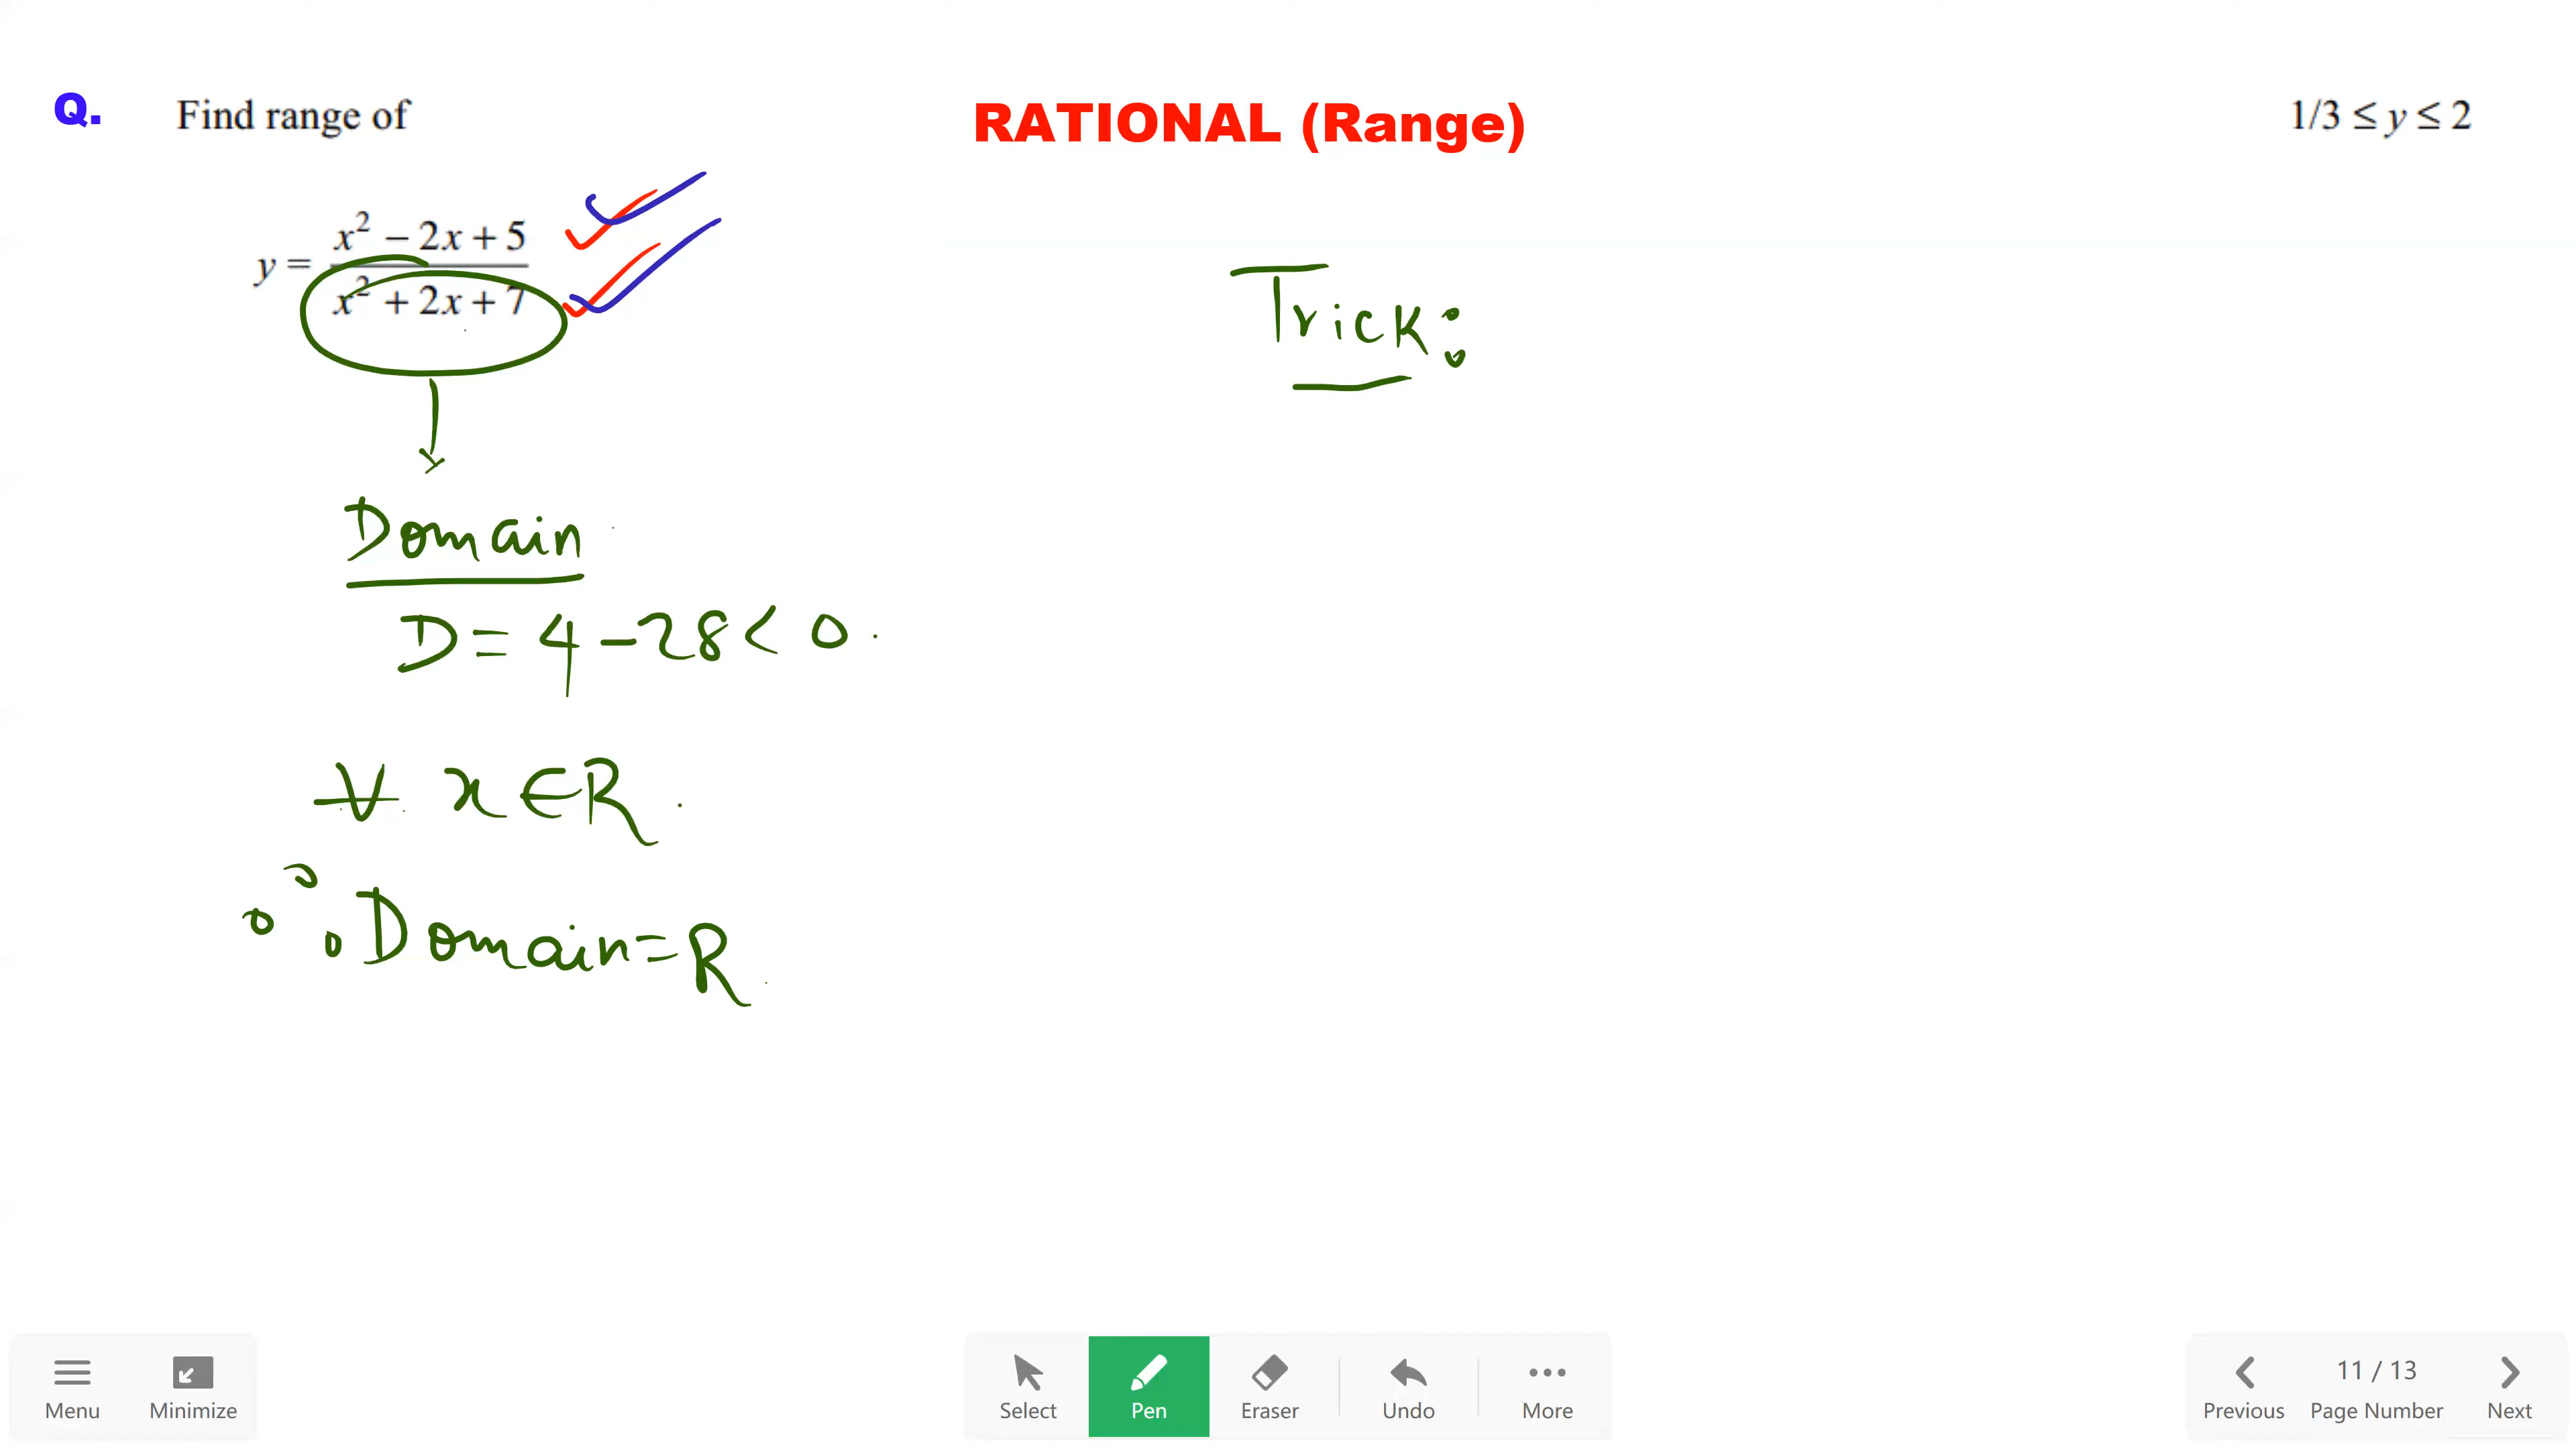 Q. Find range of
RATIONAL (Range)
1/3 ≤ y ≤ 2
y = (x² − 2x + 5)/(x² + 2x + 7)
Trick:
Domain
D = 4 − 28 < 0.
∀ x ∈ R.
∴ Domain = R.
Menu
Minimize
Select
Pen
Eraser
Undo
More
11 / 13
Previous
Page Number
Next